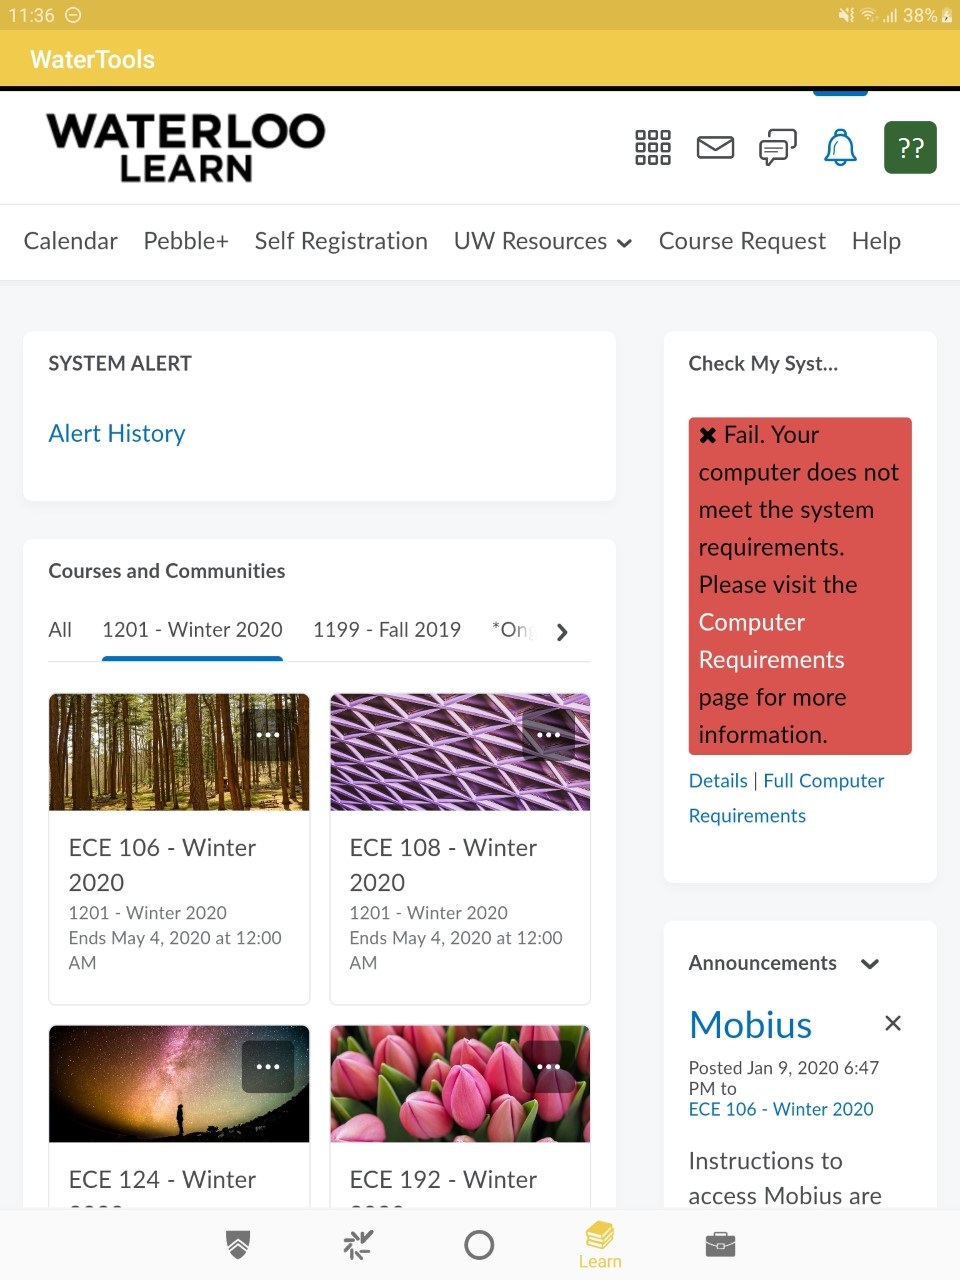 11:36
38%
WaterTools
WATERLOO
LEARN
??
Calendar Pebble+ Self Registration UW Resources Course Request Help
SYSTEM ALERT
Alert History
Courses and Communities
All 1201 - Winter 2020 1199 - Fall 2019 *Ong
ECE 106 - Winter
2020
1201 - Winter 2020
Ends May 4, 2020 at 12:00
AM
ECE 108 - Winter
2020
1201 - Winter 2020
Ends May 4, 2020 at 12:00
AM
ECE 124 - Winter
ECE 192 - Winter
Check My Syst...
✖ Fail. Your
computer does not
meet the system
requirements.
Please visit the
Computer
Requirements
page for more
information.
Details | Full Computer
Requirements
Announcements
Mobius
Posted Jan 9, 2020 6:47
PM to
ECE 106 - Winter 2020
Instructions to
access Mobius are
Learn